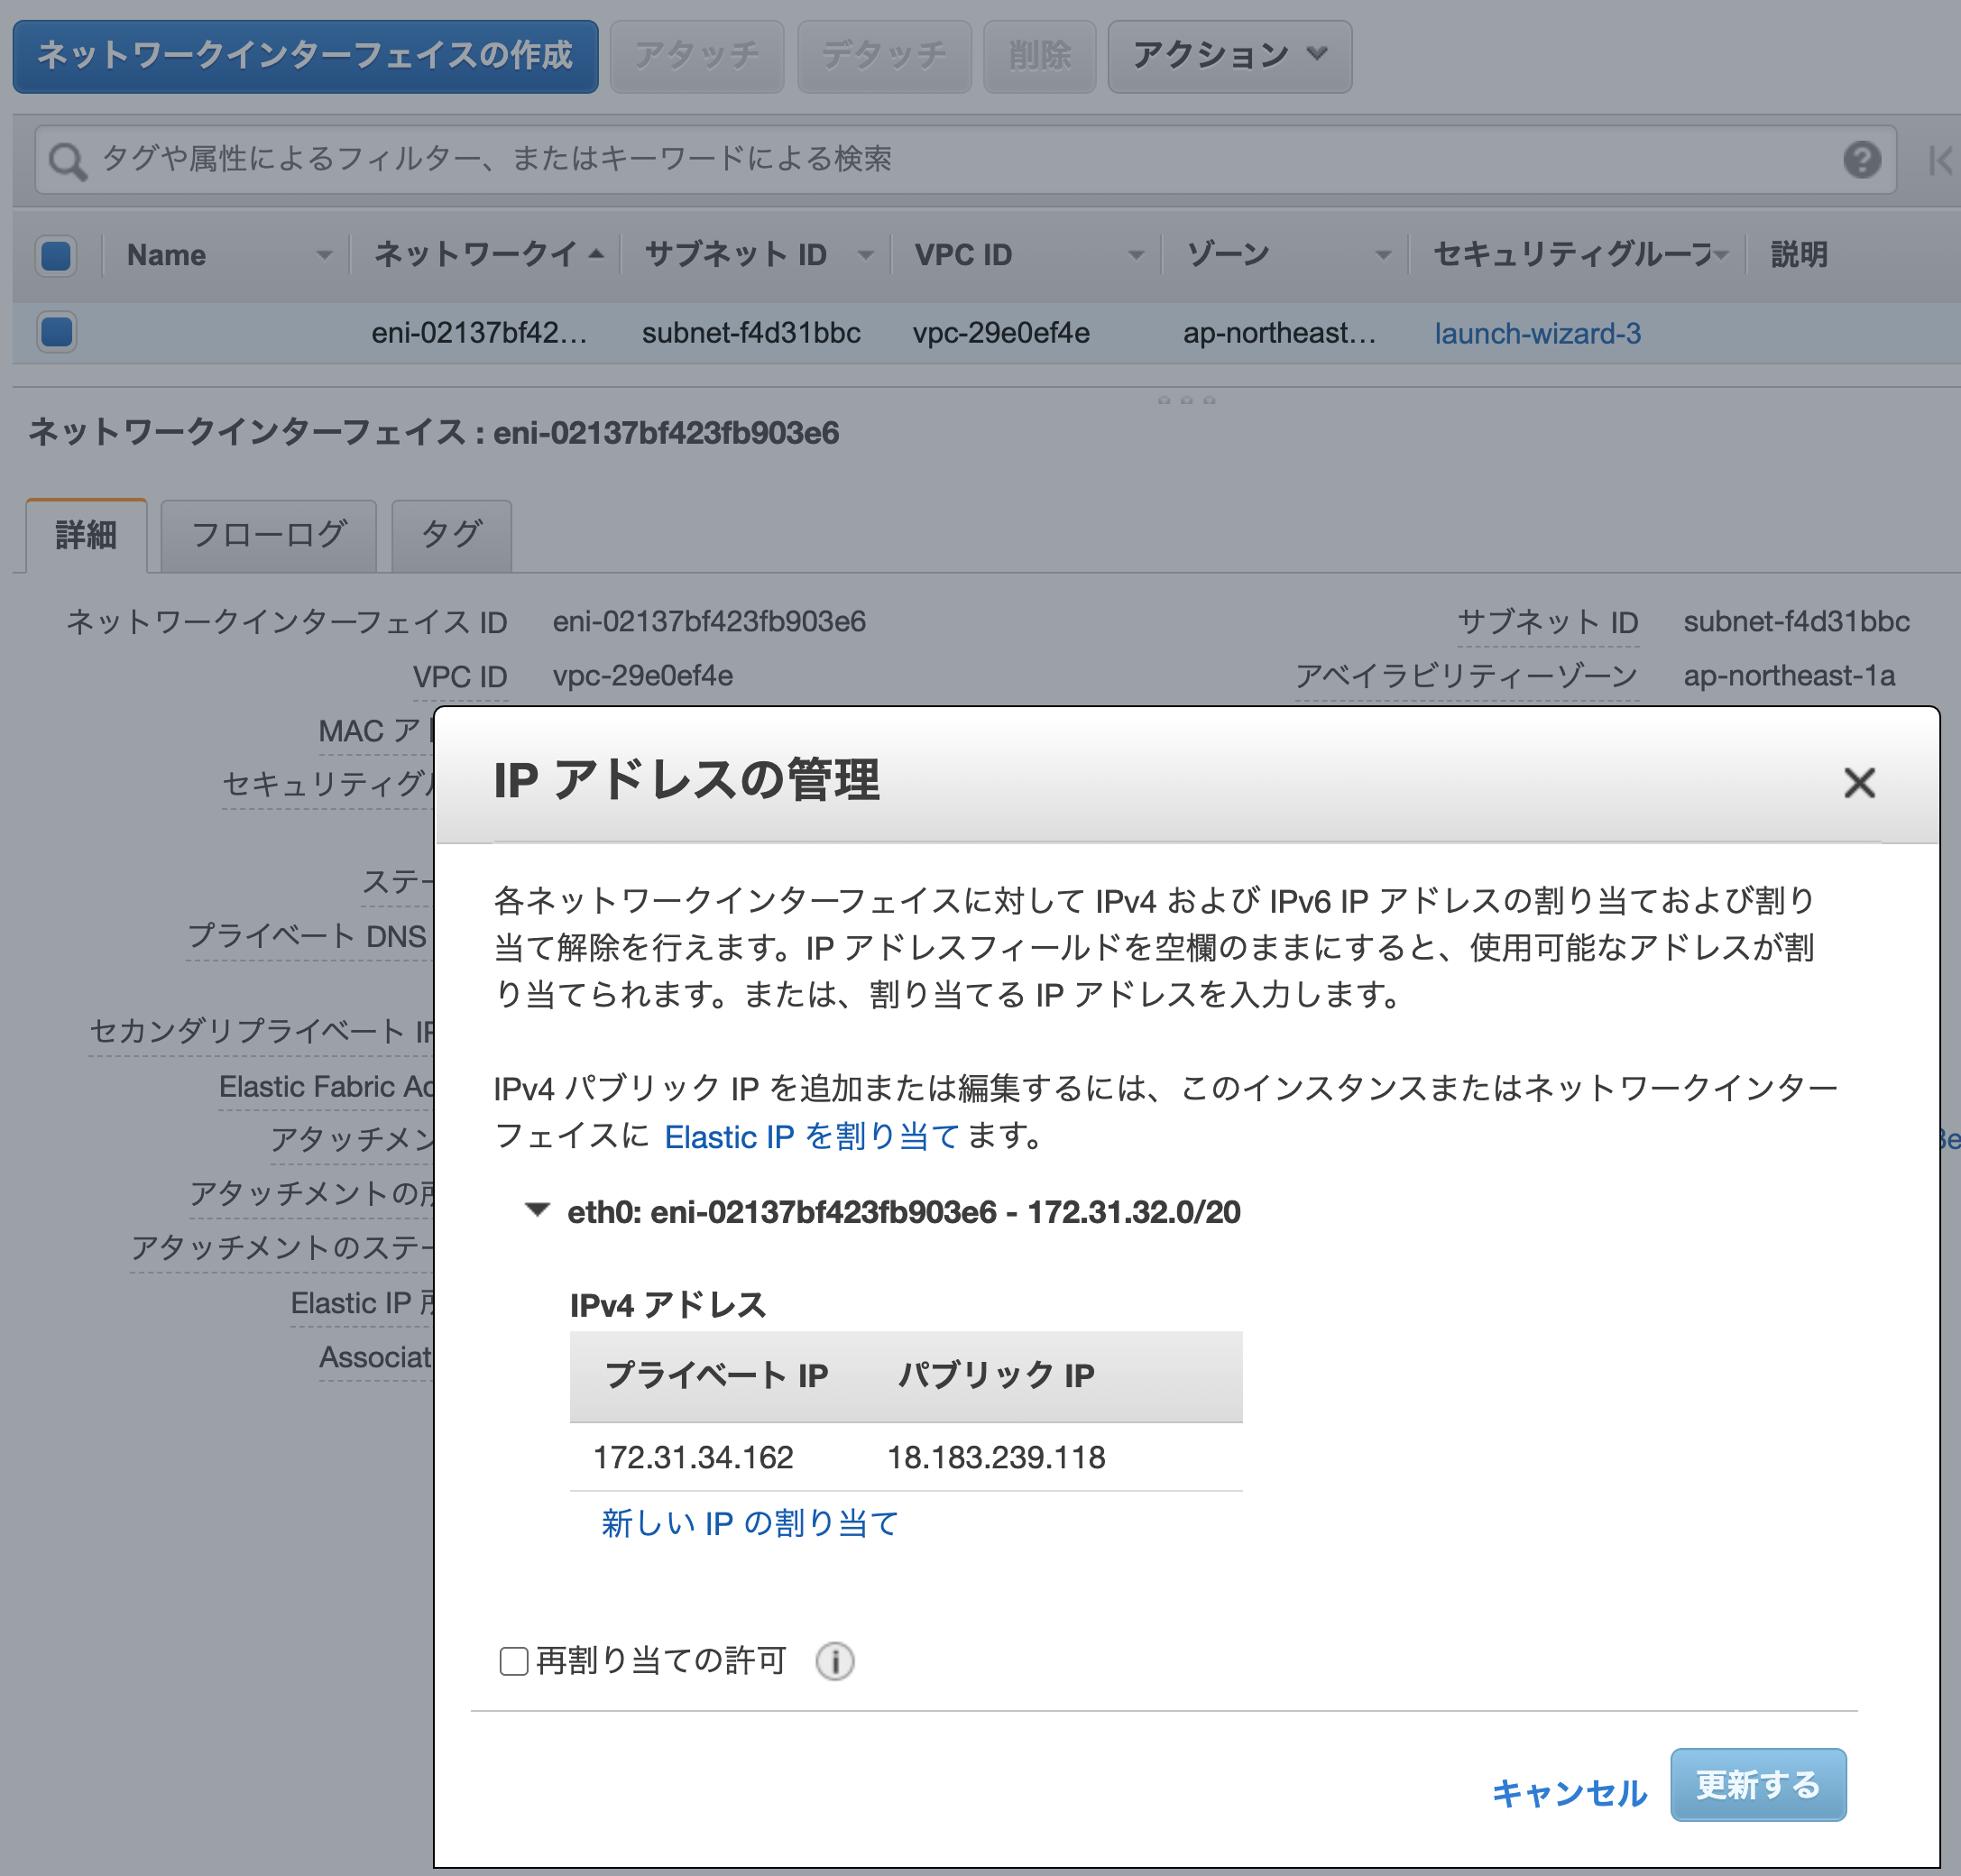 ネットワークインターフェイスの作成 アタッチ デタッチ 削除 アクション
タグや属性によるフィルター、またはキーワードによる検索
Name ネットワークイ サブネット ID VPC ID ゾーン セキュリティグループ 説明
eni-02137bf42... subnet-f4d31bbc vpc-29e0ef4e ap-northeast... launch-wizard-3
ネットワークインターフェイス : eni-02137bf423fb903e6
詳細 フローログ タグ
ネットワークインターフェイス ID eni-02137bf423fb903e6 サブネット ID subnet-f4d31bbc
VPC ID vpc-29e0ef4e アベイラビリティーゾーン ap-northeast-1a
MAC ア
セキュリティグ
ステー
プライベート DNS
セカンダリプライベート IP
Elastic Fabric Ad
アタッチメン
アタッチメントの所
アタッチメントのステー
Elastic IP 所
Associat
IP アドレスの管理
各ネットワークインターフェイスに対して IPv4 および IPv6 IP アドレスの割り当ておよび割り
当て解除を行えます。IP アドレスフィールドを空欄のままにすると、使用可能なアドレスが割
り当てられます。または、割り当てる IP アドレスを入力します。
IPv4 パブリック IP を追加または編集するには、このインスタンスまたはネットワークインター
フェイスに Elastic IP を割り当て ます。
eth0: eni-02137bf423fb903e6 - 172.31.32.0/20
IPv4 アドレス
プライベート IP パブリック IP
172.31.34.162 18.183.239.118
新しい IP の割り当て
再割り当ての許可
キャンセル 更新する